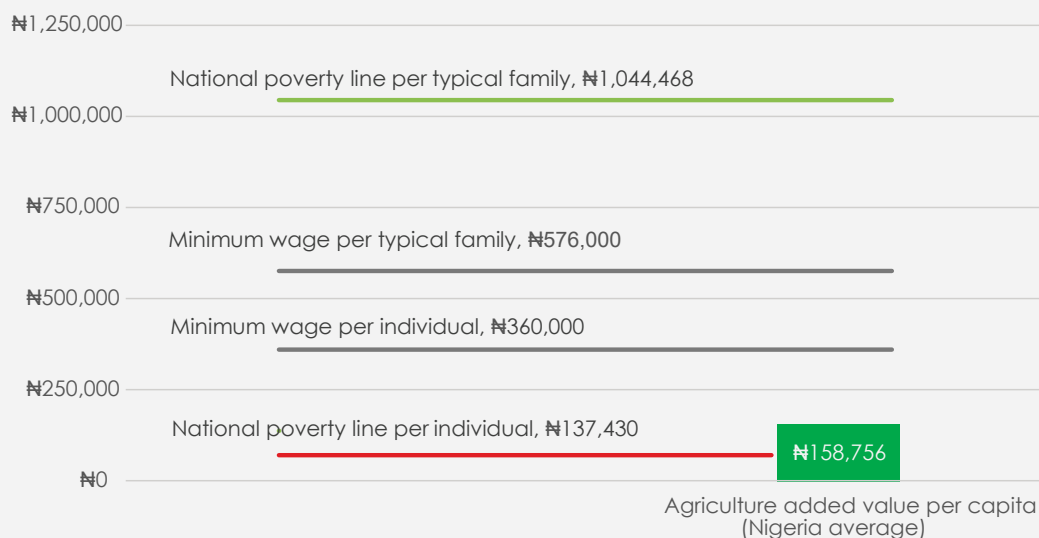 ₦1,250,000
National poverty line per typical family, ₦1,044,468
₦1,000,000
₦750,000
Minimum wage per typical family, ₦576,000
₦500,000
Minimum wage per individual, ₦360,000
₦250,000
National poverty line per individual, ₦137,430
₦158,756
₦0
Agriculture added value per capita
(Nigeria average)